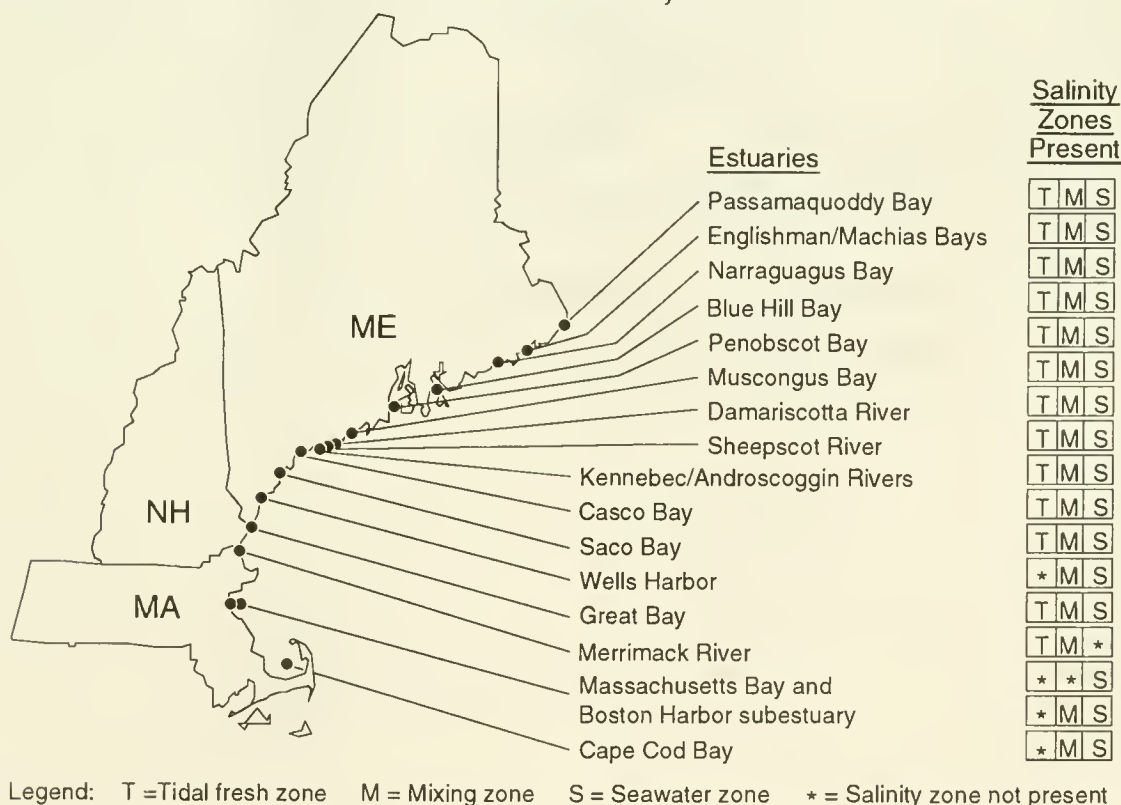 Salinity
Zones
Present
Estuaries
Passamaquoddy Bay T M S
Englishman/Machias Bays T M S
Narraguagus Bay T M S
Blue Hill Bay T M S
Penobscot Bay T M S
Muscongus Bay T M S
Damariscotta River T M S
Sheepscot River T M S
Kennebec/Androscoggin Rivers T M S
Casco Bay T M S
Saco Bay T M S
Wells Harbor * M S
Great Bay T M S
Merrimack River T M *
Massachusetts Bay and * * S
Boston Harbor subestuary * M S
Cape Cod Bay * M S
ME
NH
MA
Legend: T =Tidal fresh zone M = Mixing zone S = Seawater zone * = Salinity zone not present